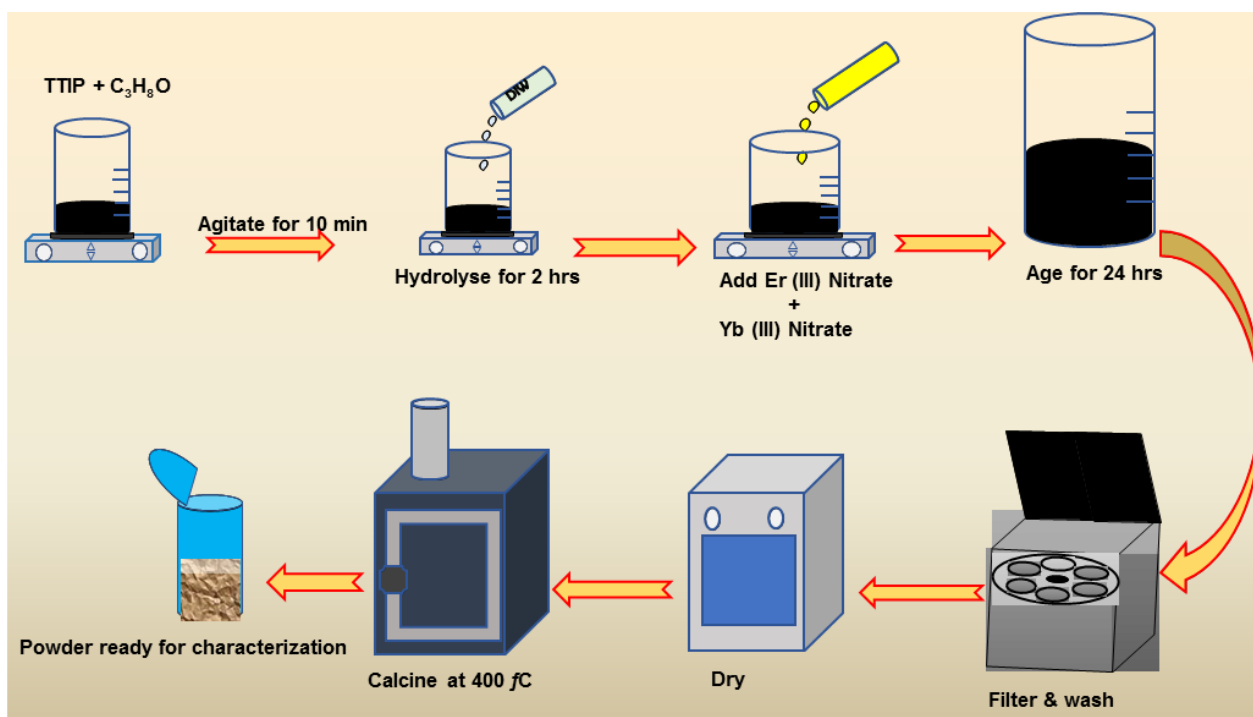 TTIP + C₃H₈O
Agitate for 10 min
DIW
Hydrolyse for 2 hrs
Add Er (III) Nitrate
+
Yb (III) Nitrate
Age for 24 hrs
Filter & wash
Dry
Calcine at 400 ƒC
Powder ready for characterization